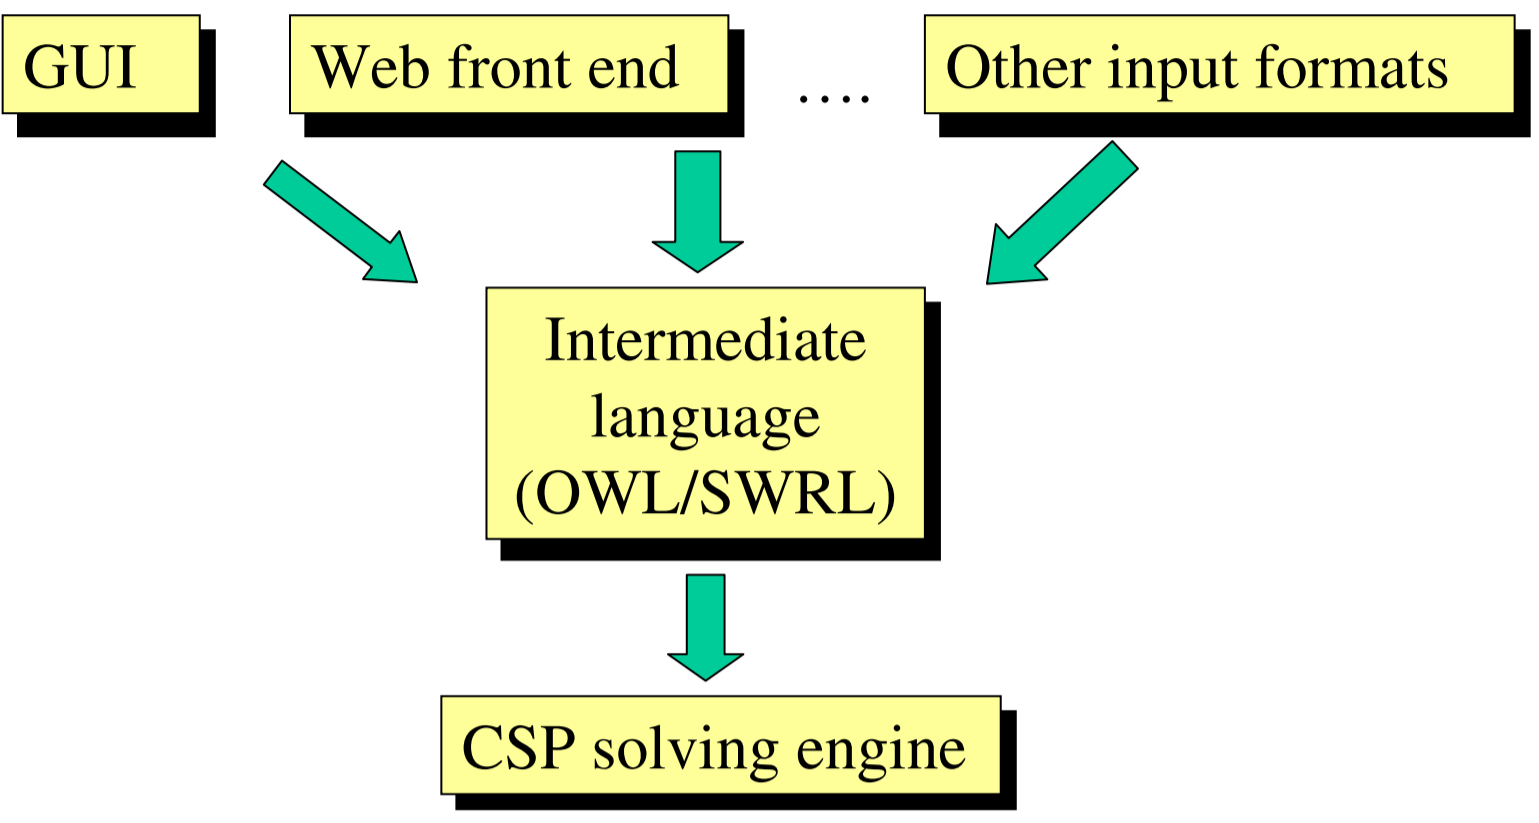 GUI
Web front end
....
Other input formats
Intermediate
language
(OWL/SWRL)
CSP solving engine